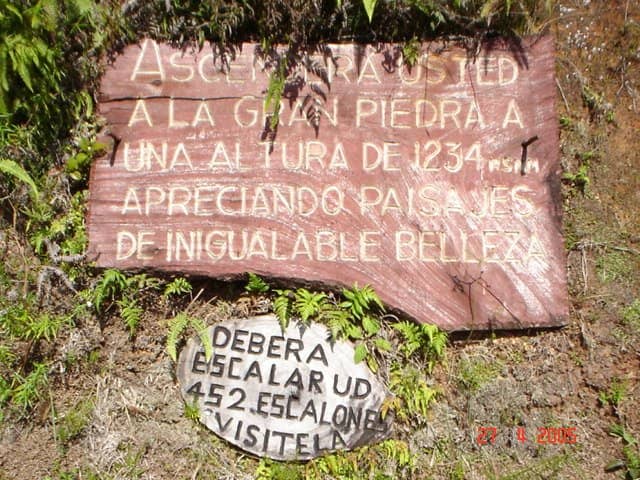 ASCENDERA USTED
A LA GRAN PIEDRA A
UNA ALTURA DE 1234 MSNM
APRECIANDO PAISAJES
DE INIGUALABLE BELLEZA
DEBERA
ESCALAR UD
452 ESCALONES
VISITELA
27 4 2005